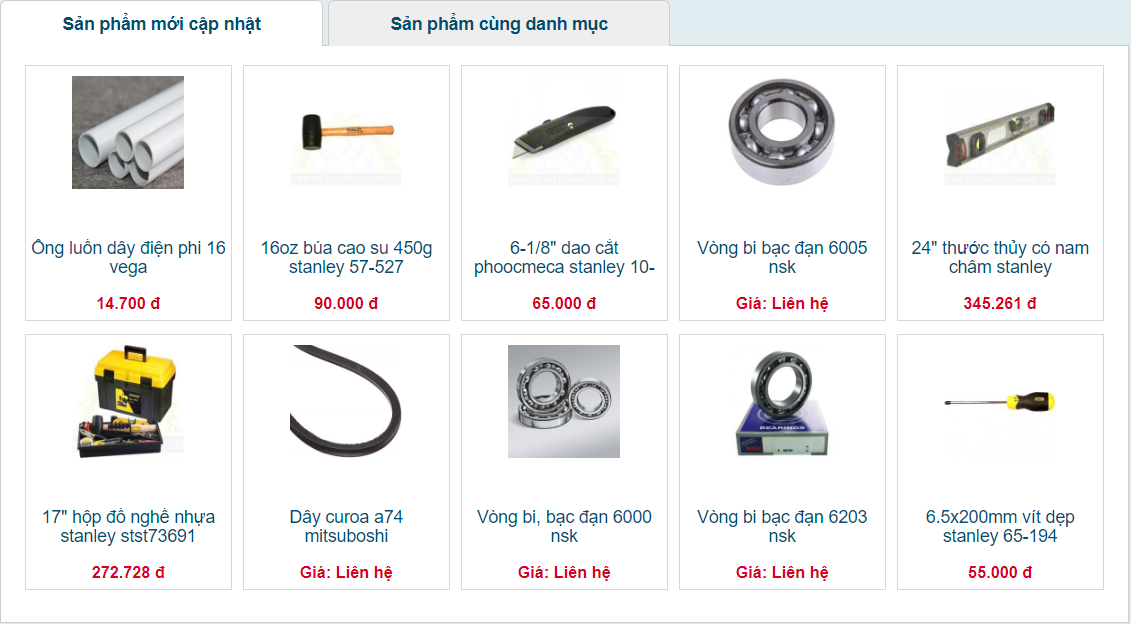 Sản phẩm mới cập nhật
Sản phẩm cùng danh mục
Ống luồn dây điện phi 16
vega
14.700 đ
16oz búa cao su 450g
stanley 57-527
90.000 đ
6-1/8" dao cắt
phoocmeca stanley 10-
65.000 đ
Vòng bi bạc đạn 6005
nsk
Giá: Liên hệ
24" thước thủy có nam
châm stanley
345.261 đ
17" hộp đồ nghề nhựa
stanley stst73691
272.728 đ
Dây curoa a74
mitsuboshi
Giá: Liên hệ
Vòng bi, bạc đạn 6000
nsk
Giá: Liên hệ
BEARINGS
Vòng bi bạc đạn 6203
nsk
Giá: Liên hệ
6.5x200mm vít dẹp
stanley 65-194
55.000 đ